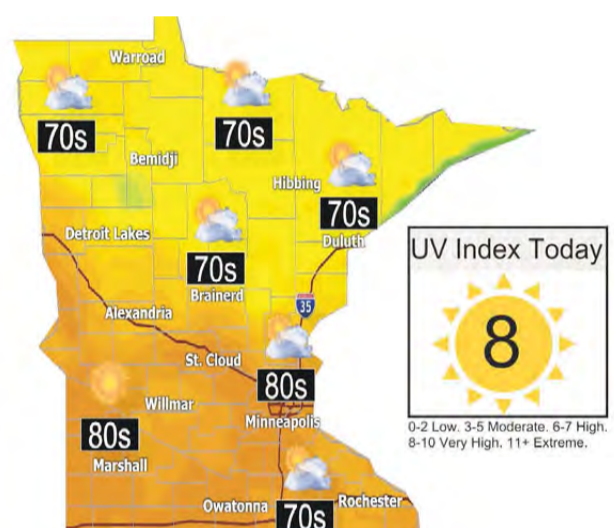 Warroad
70s
70s
Bemidji
Hibbing
70s
Detroit Lakes
Duluth
70s
Brainerd
35
Alexandria
St. Cloud
80s
Willmar
Minneapolis
80s
Marshall
Owatonna
Rochester
70s
UV Index Today
8
0-2 Low. 3-5 Moderate. 6-7 High.
8-10 Very High. 11+ Extreme.